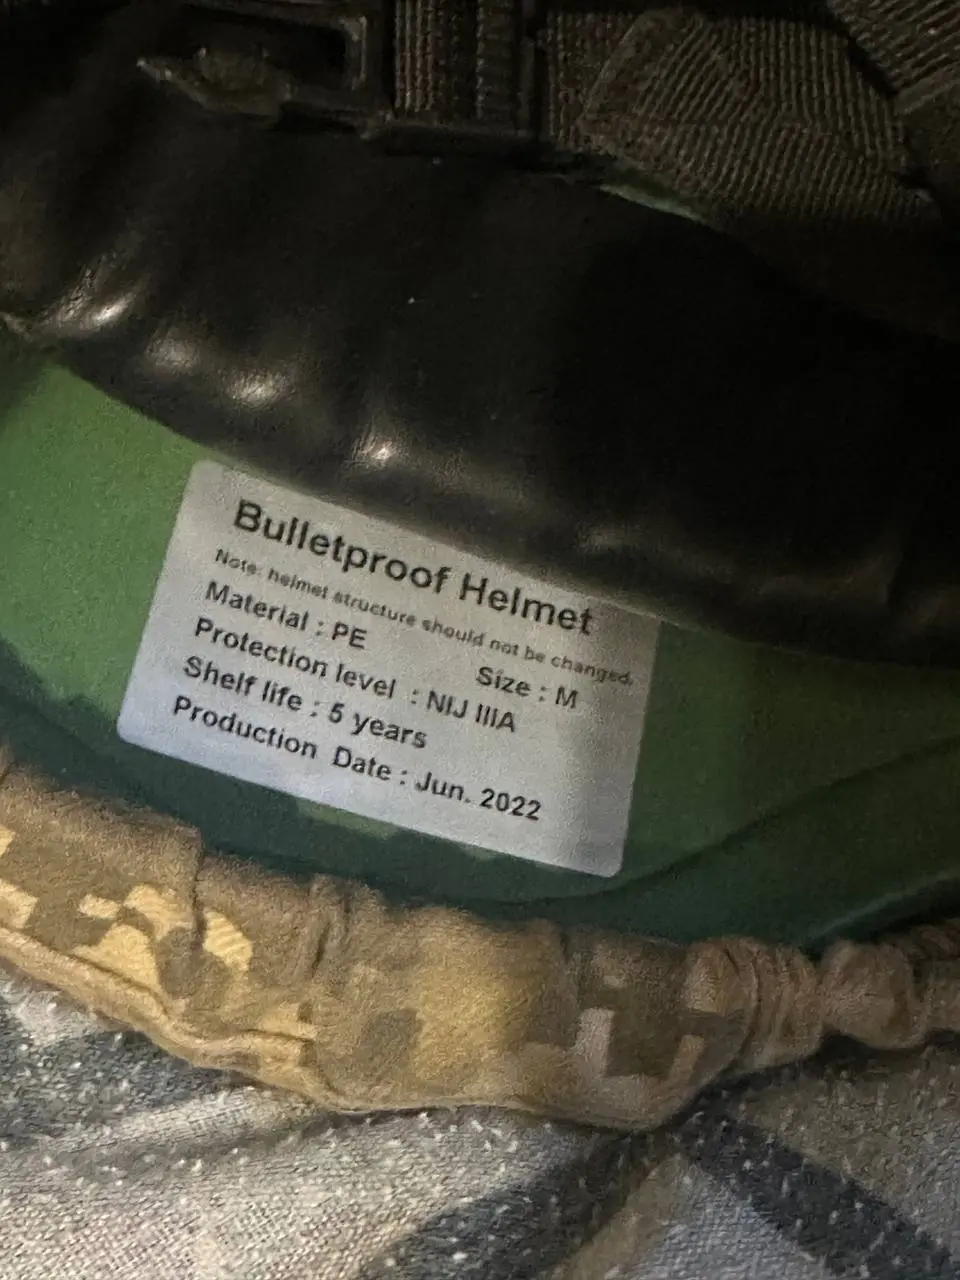 Bulletproof Helmet
Note: helmet structure should not be changed.
Material : PE Size : M
Protection level : NIJ IIIA
Shelf life : 5 years
Production Date : Jun. 2022